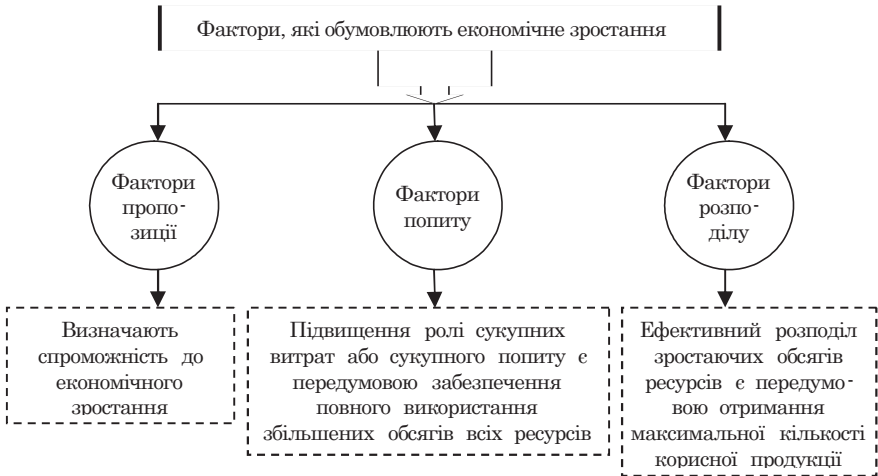 Фактори, які обумовлюють економічне зростання
Фактори
пропо-
зиції
Фактори
попиту
Фактори
розпо-
ділу
Визначають
спроможність до
економічного
зростання
Підвищення ролі сукупних
витрат або сукупного попиту є
передумовою забезпечення
повного використання
збільшених обсягів всіх ресурсів
Ефективний розподіл
зростаючих обсягів
ресурсів є передумо-
вою отримання
максимальної кількості
корисної продукції